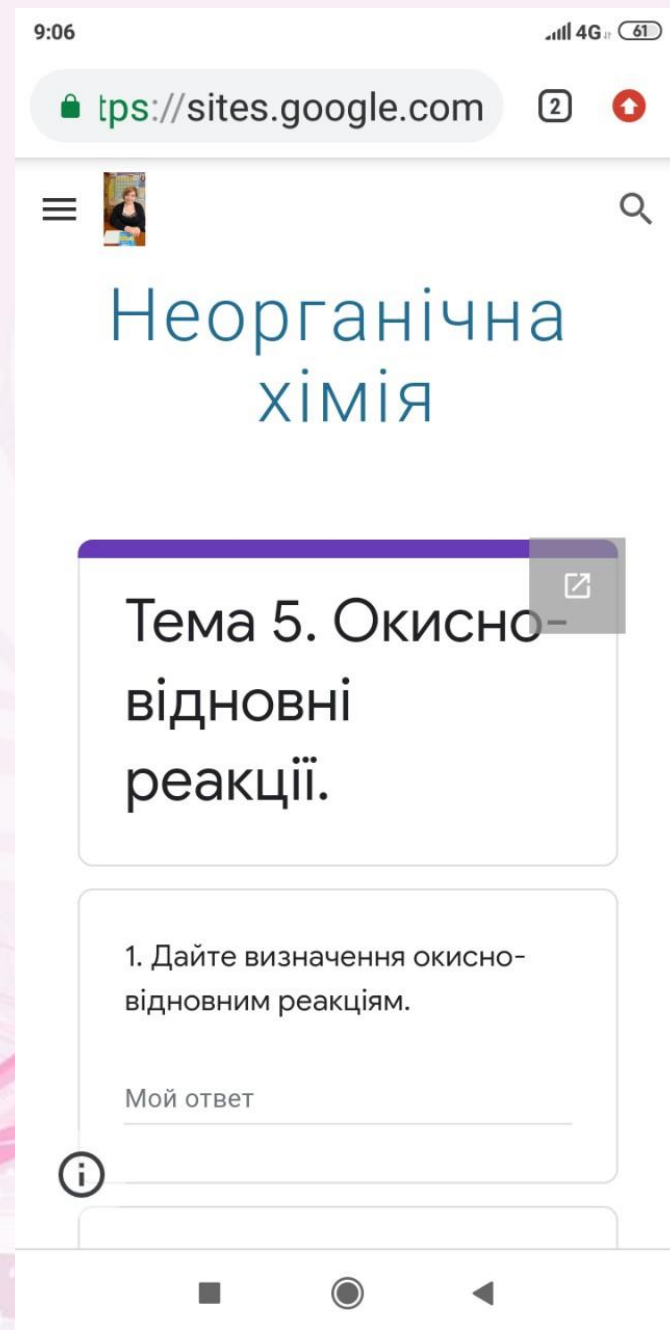 9:06
4G 61
tps://sites.google.com 2
Неорганічна
хімія
Тема 5. Окисно-
відновні
реакції.
1. Дайте визначення окисно-
відновним реакціям.
Мой ответ